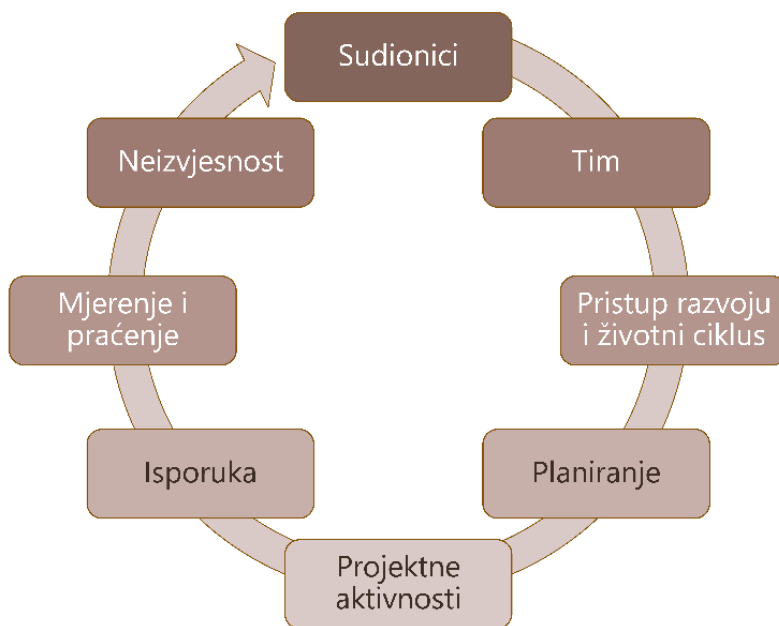 Sudionici
Tim
Pristup razvoju
i životni ciklus
Planiranje
Projektne
aktivnosti
Isporuka
Mjerenje i
praćenje
Neizvjesnost